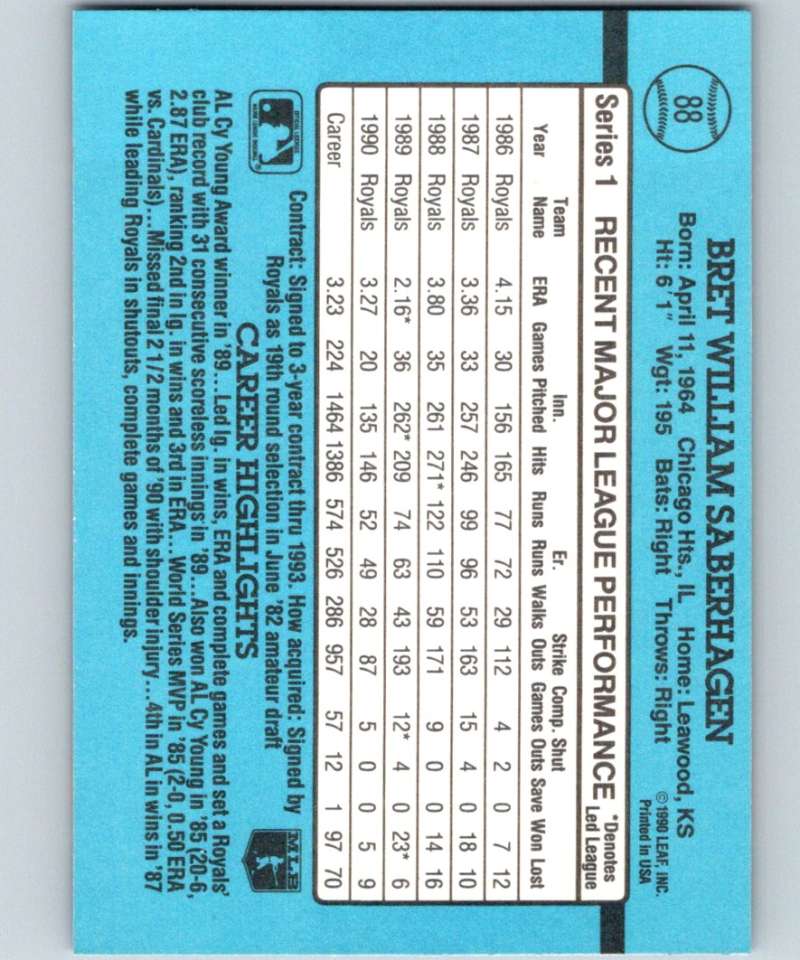 88
BRET WILLIAM SABERHAGEN
Born: April 11, 1964 Chicago Hts., IL Home: Leawood, KS
Ht: 6'1" Wgt: 195 Bats: Right Throws: Right
©1990 LEAF, INC.
Printed in USA
Series 1 RECENT MAJOR LEAGUE PERFORMANCE *Denotes
Led League
Team Inn. Er. Strike Comp. Shut
Year Name ERA Games Pitched Hits Runs Runs Walks Outs Games Outs Save Won Lost
1986 Royals 4.15 30 156 165 77 72 29 112 4 2 0 7 12
1987 Royals 3.36 33 257 246 99 96 53 163 15 4 0 18 10
1988 Royals 3.80 35 261 271* 122 110 59 171 9 0 0 14 16
1989 Royals 2.16* 36 262* 209 74 63 43 193 12* 4 0 23* 6
1990 Royals 3.27 20 135 146 52 49 28 87 5 0 0 5 9
Career 3.23 224 1464 1386 574 526 286 957 57 12 1 97 70
Contract: Signed to 3-year contract thru 1993. How acquired: Signed by
Royals as 19th round selection in June '82 amateur draft
MLB
CAREER HIGHLIGHTS
AL Cy Young Award winner in '89...Led lg. in wins, ERA and complete games and set a Royals'
club record with 31 consecutive scoreless innings in '89...Also won AL Cy Young in '85 (20-6,
2.87 ERA), ranking 2nd in lg. in wins and 3rd in ERA...World Series MVP in '85 (2-0, 0.50 ERA
vs. Cardinals)...Missed final 2 1/2 months of '90 with shoulder injury...4th in AL in wins in '87
while leading Royals in shutouts, complete games and innings.